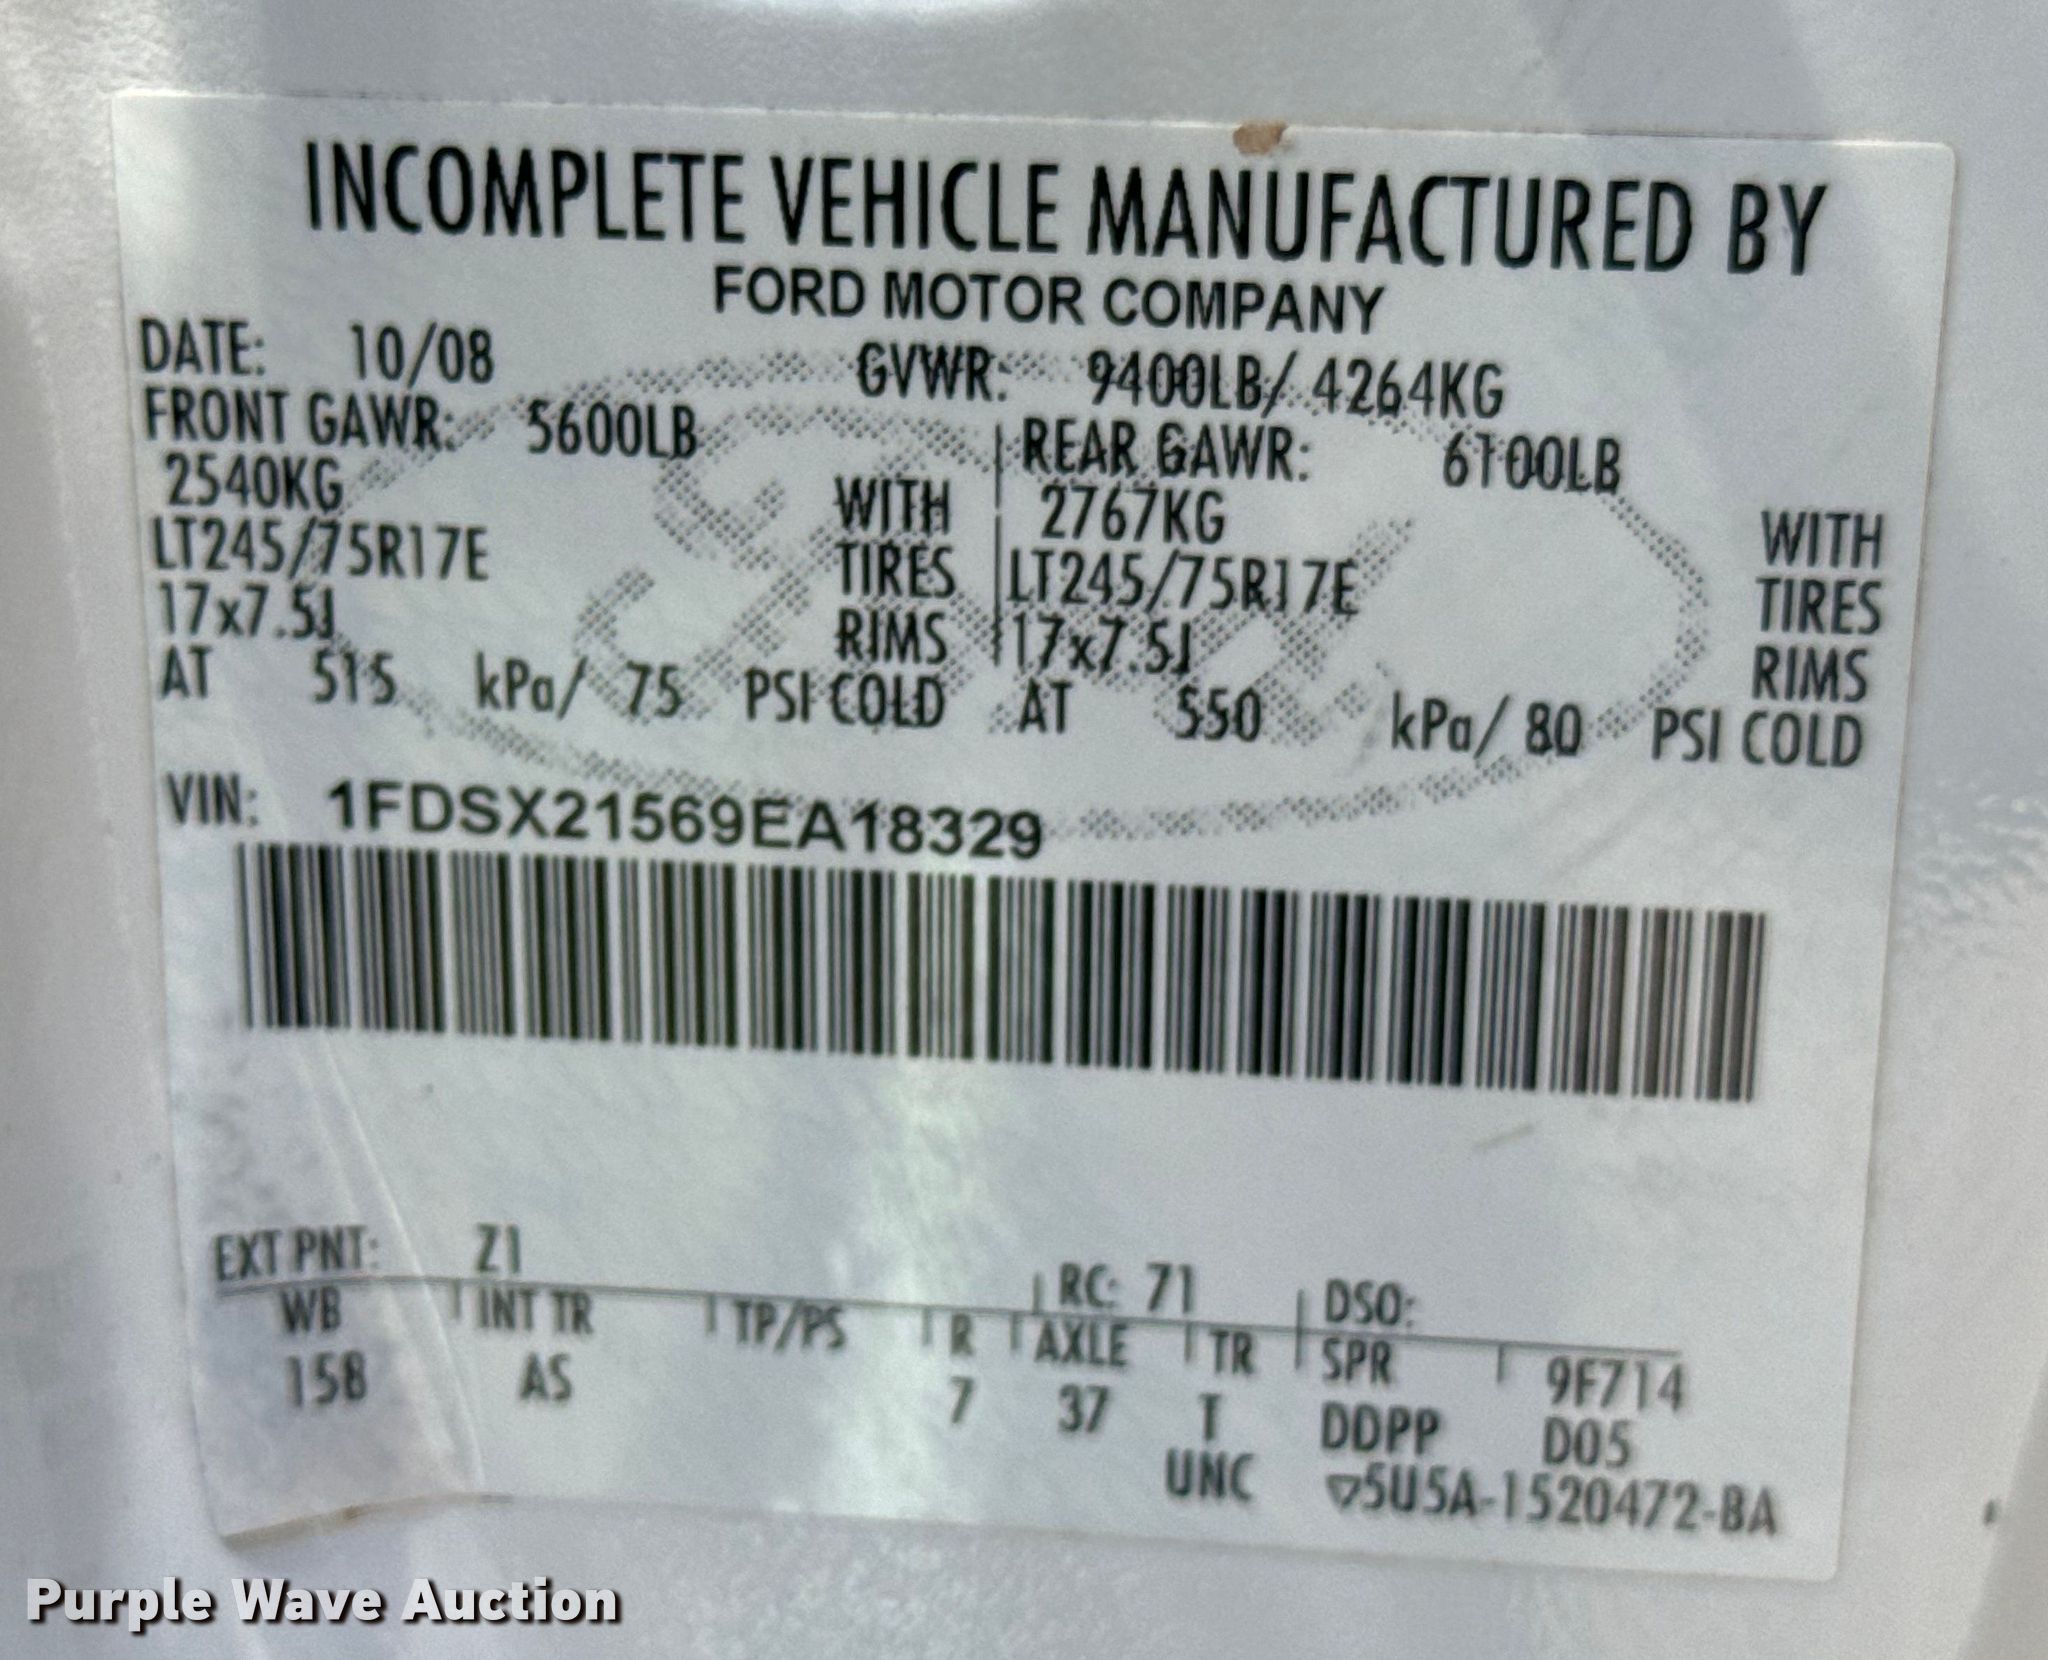 INCOMPLETE VEHICLE MANUFACTURED BY
FORD MOTOR COMPANY
DATE: 10/08 GVWR: 9400LB/ 4264KG
FRONT GAWR: 5600LB REAR GAWR: 6100LB
2540KG WITH 2767KG WITH
LT245/75R17E TIRES LT245/75R17E TIRES
17x7.5J RIMS 17x7.5J RIMS
AT 515 kPa/ 75 PSI COLD AT 550 kPa/ 80 PSI COLD
VIN: 1FDSX21569EA18329
EXT PNT: Z1 RC: 71 DSO:
WB INT TR TP/PS R AXLE TR SPR 9F714
158 AS 7 37 T DDPP D05
UNC ▽5U5A-1520472-BA
Purple Wave Auction